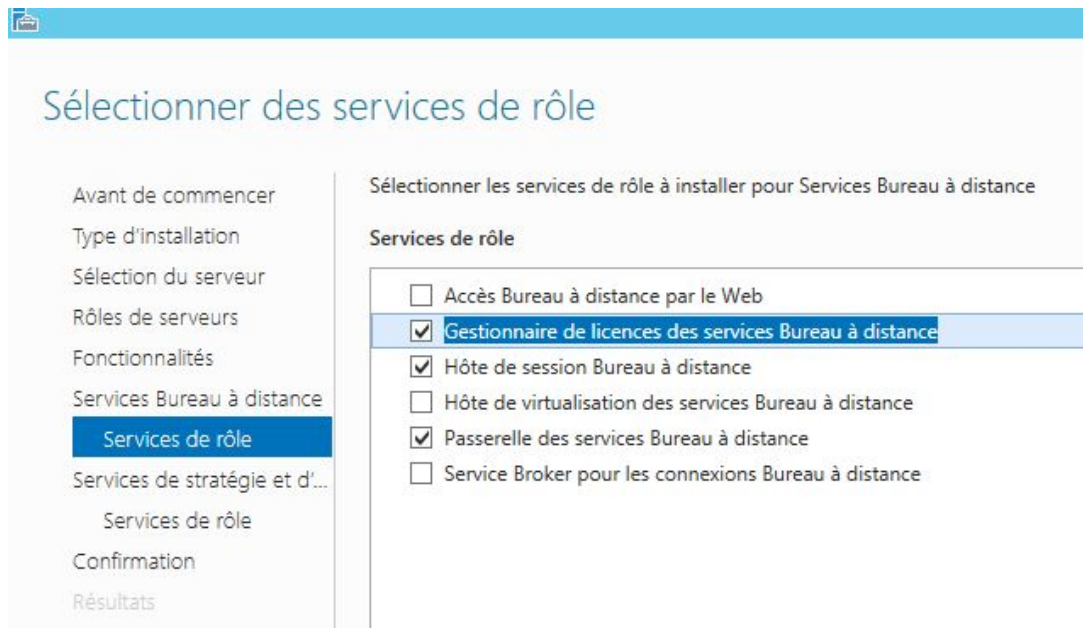 Sélectionner des services de rôle
Avant de commencer
Type d'installation
Sélection du serveur
Rôles de serveurs
Fonctionnalités
Services Bureau à distance
Services de rôle
Services de stratégie et d'...
Services de rôle
Confirmation
Résultats
Sélectionner les services de rôle à installer pour Services Bureau à distance
Services de rôle
Accès Bureau à distance par le Web
Gestionnaire de licences des services Bureau à distance
Hôte de session Bureau à distance
Hôte de virtualisation des services Bureau à distance
Passerelle des services Bureau à distance
Service Broker pour les connexions Bureau à distance